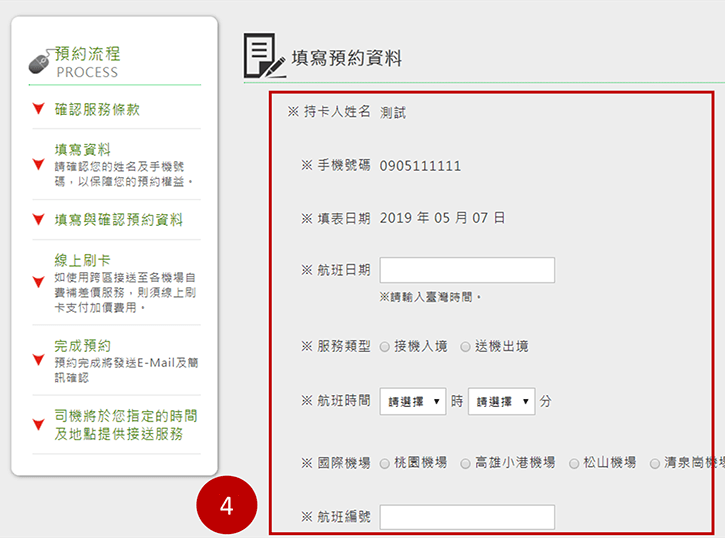 預約流程
PROCESS
確認服務條款
填寫資料
請確認您的姓名及手機號
碼，以保障您的預約權益。
填寫與確認預約資料
線上刷卡
如使用跨區接送至各機場自
費補差價服務，則須線上刷
卡支付加價費用。
完成預約
預約完成將發送E-Mail及簡
訊確認
司機將於您指定的時間
及地點提供接送服務
填寫預約資料
※ 持卡人姓名 測試
※ 手機號碼 0905111111
※ 填表日期 2019 年 05 月 07 日
※ 航班日期
※請輸入臺灣時間。
※ 服務類型 接機入境 送機出境
※ 航班時間 請選擇 時 請選擇 分
※ 國際機場 桃園機場 高雄小港機場 松山機場 清泉崗機場
※ 航班編號
4